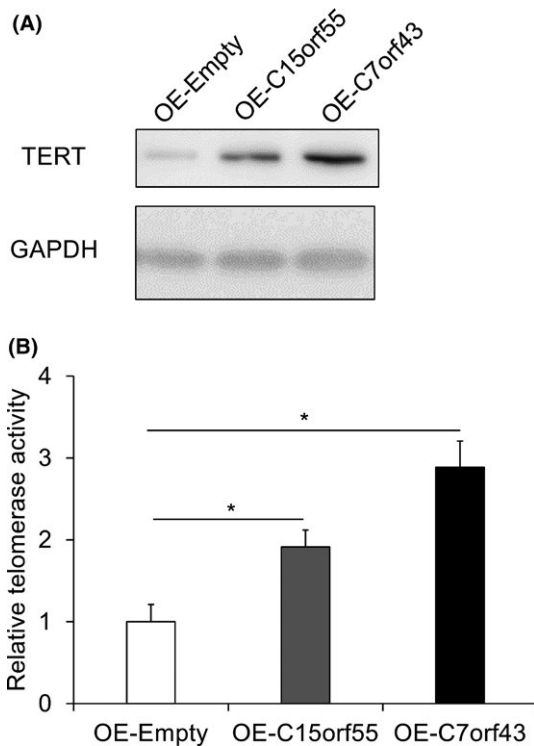 (A)
OE-Empty
OE-C15orf55
OE-C7orf43
TERT
GAPDH
(B)
Relative telomerase activity
4
3
2
1
0
*
*
OE-Empty OE-C15orf55 OE-C7orf43